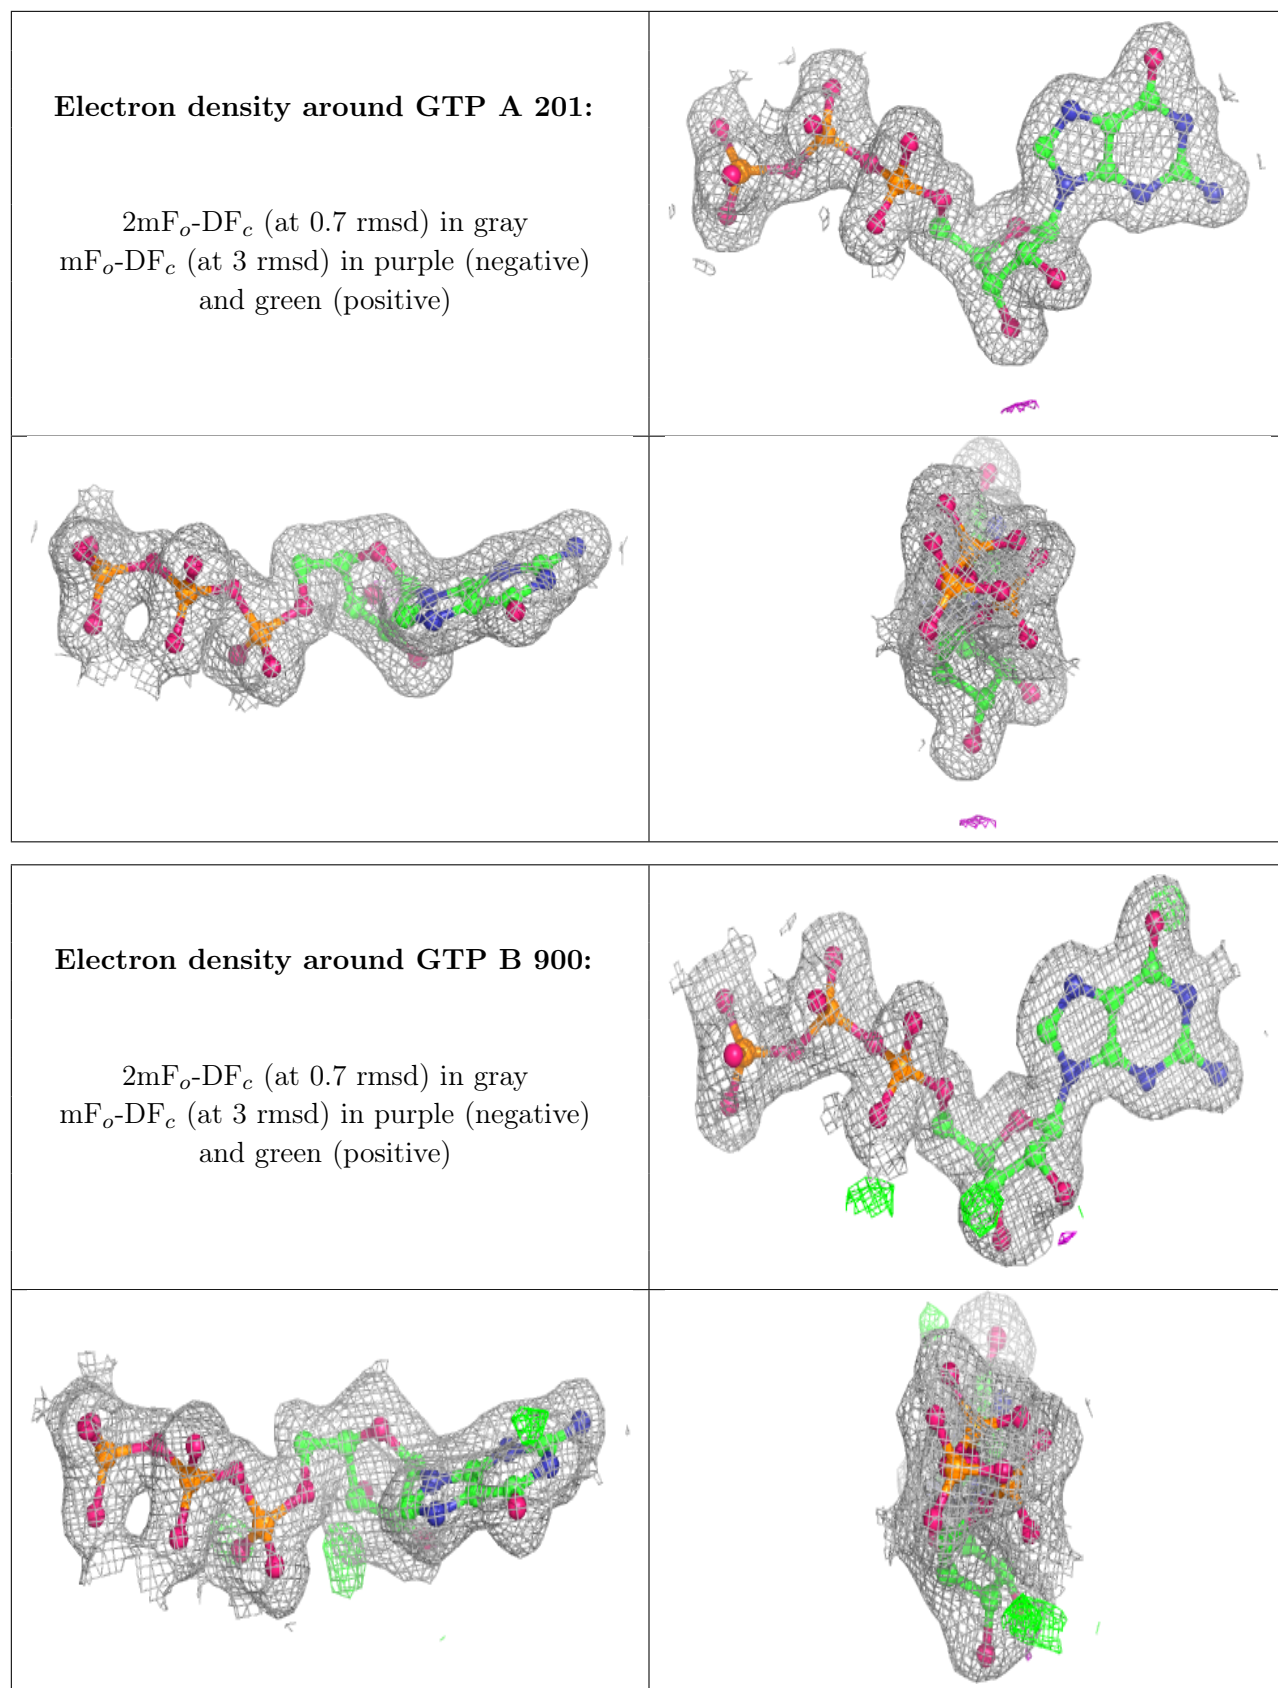 Electron density around GTP A 201:
2mFo-DFc (at 0.7 rmsd) in gray
mFo-DFc (at 3 rmsd) in purple (negative)
and green (positive)
Electron density around GTP B 900:
2mFo-DFc (at 0.7 rmsd) in gray
mFo-DFc (at 3 rmsd) in purple (negative)
and green (positive)